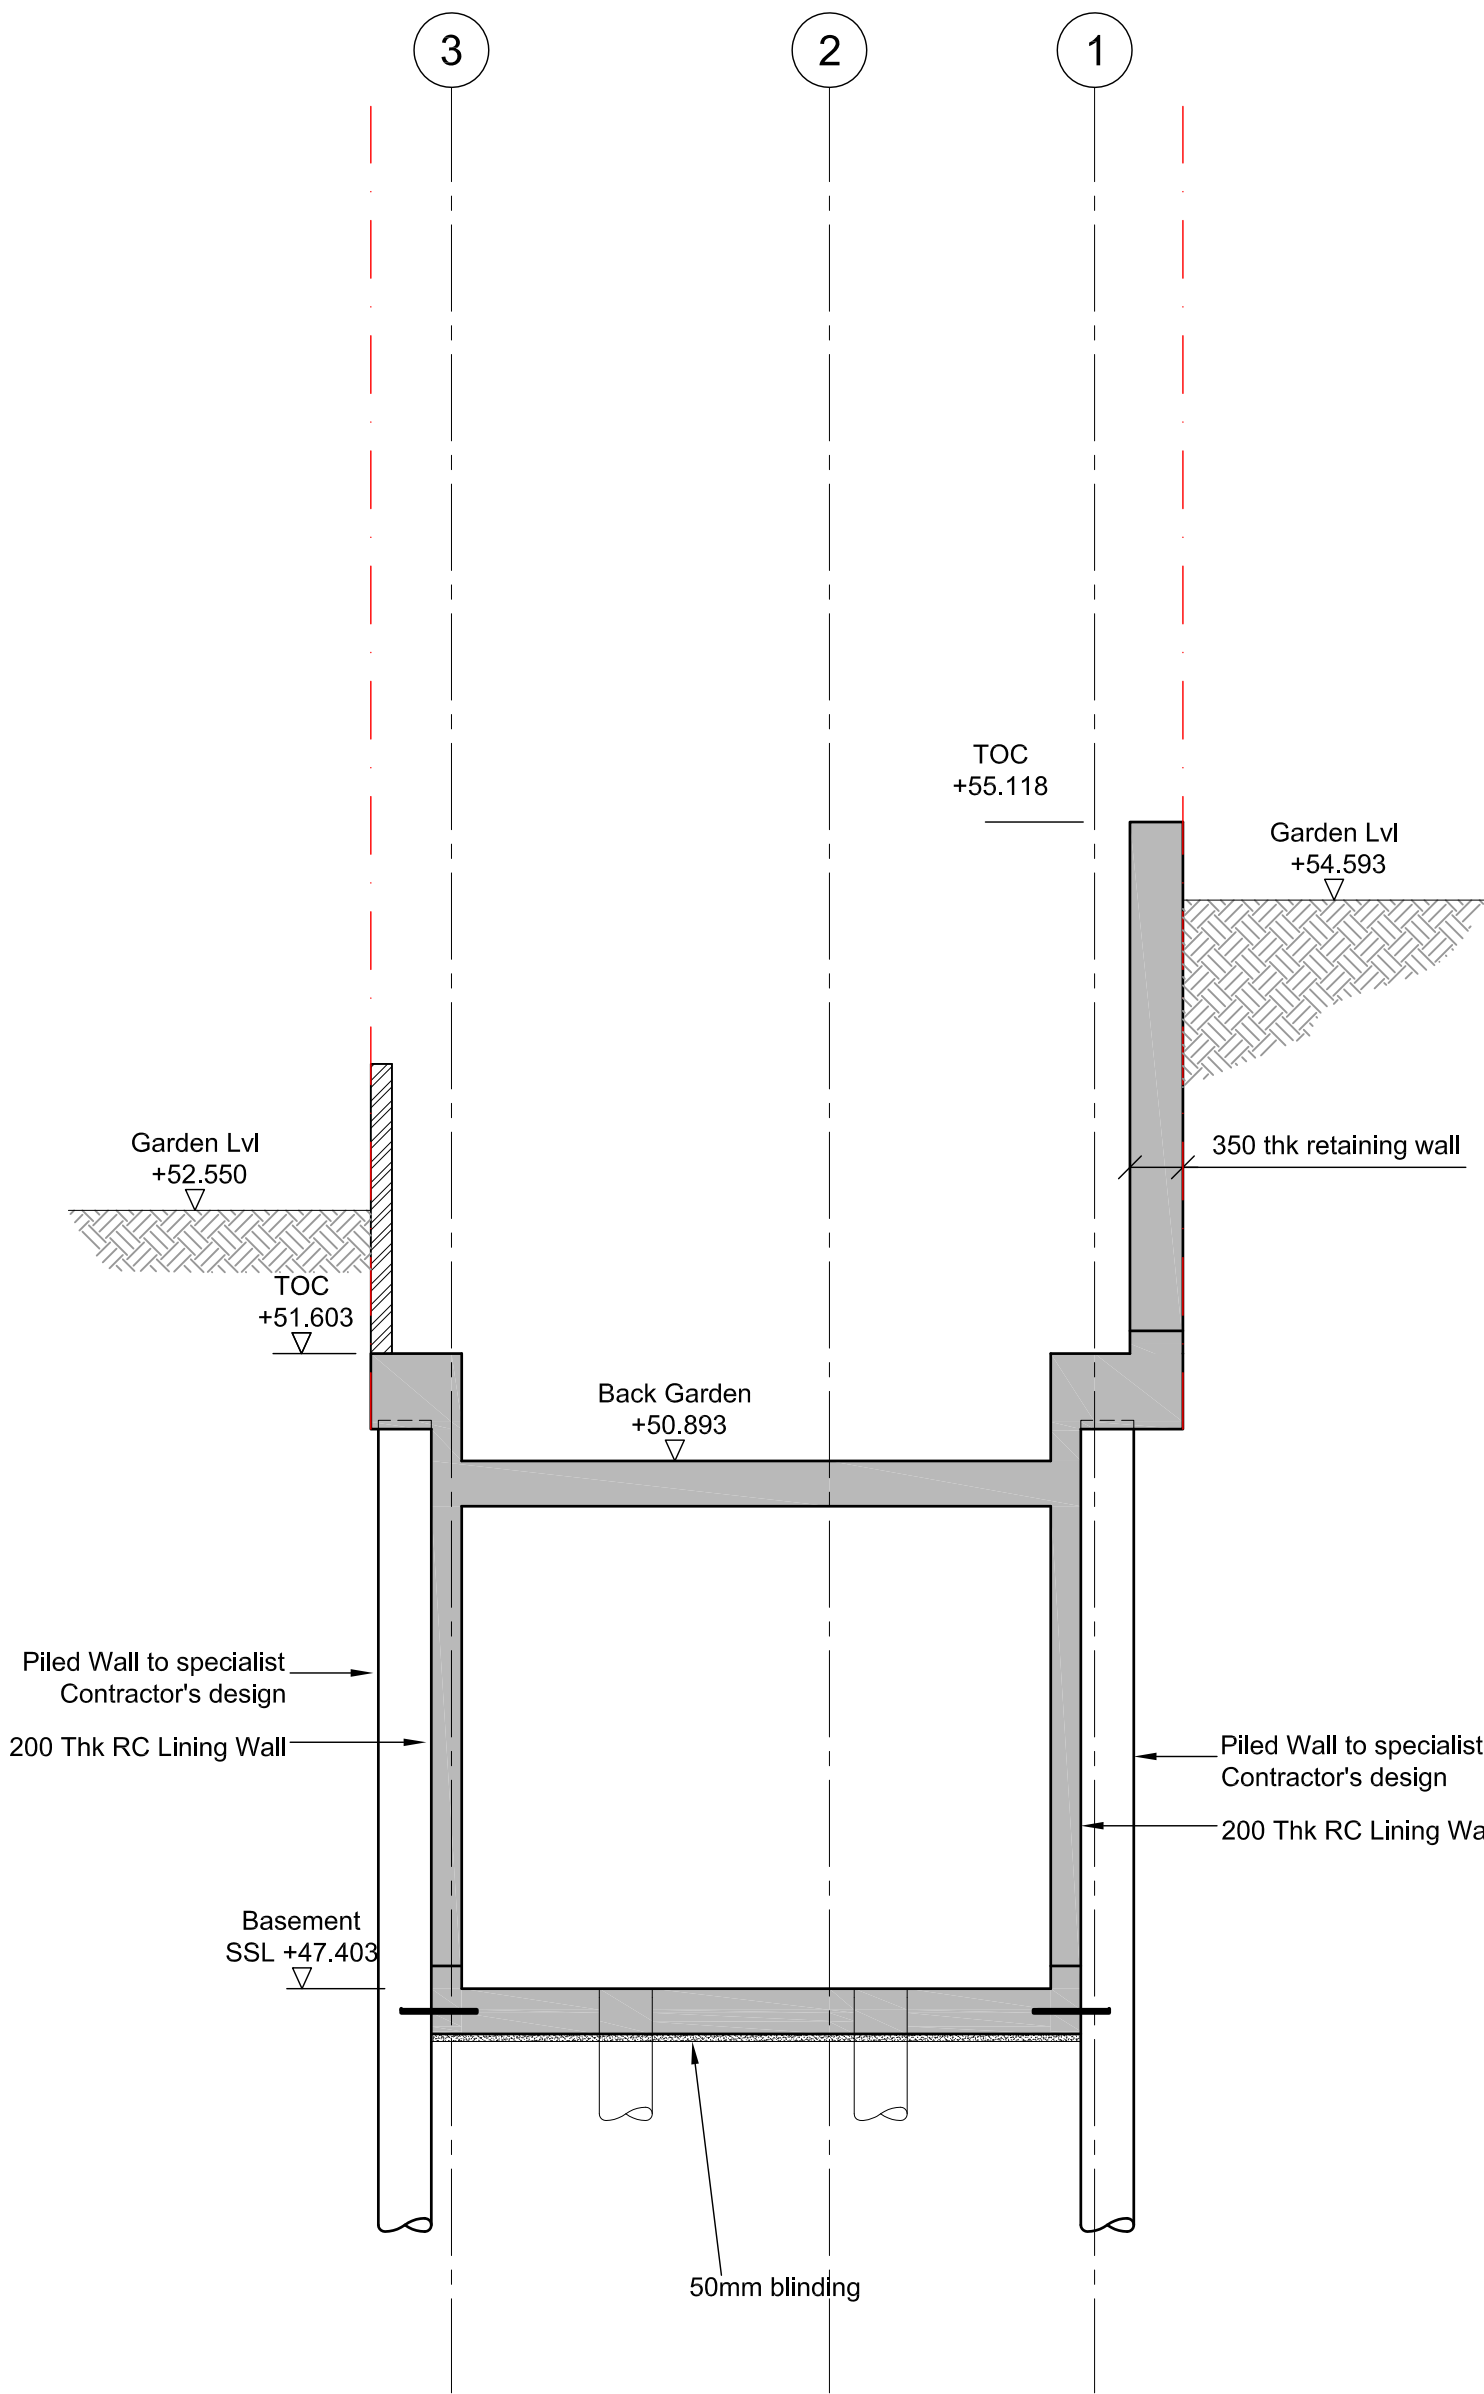 3
2
1
TOC
+55.118
Garden Lvl
+54.593
Garden Lvl
+52.550
350 thk retaining wall
TOC
+51.603
Back Garden
+50.893
Piled Wall to specialist
Contractor's design
200 Thk RC Lining Wall
Piled Wall to specialist
Contractor's design
200 Thk RC Lining Wa
Basement
SSL +47.403
50mm blinding